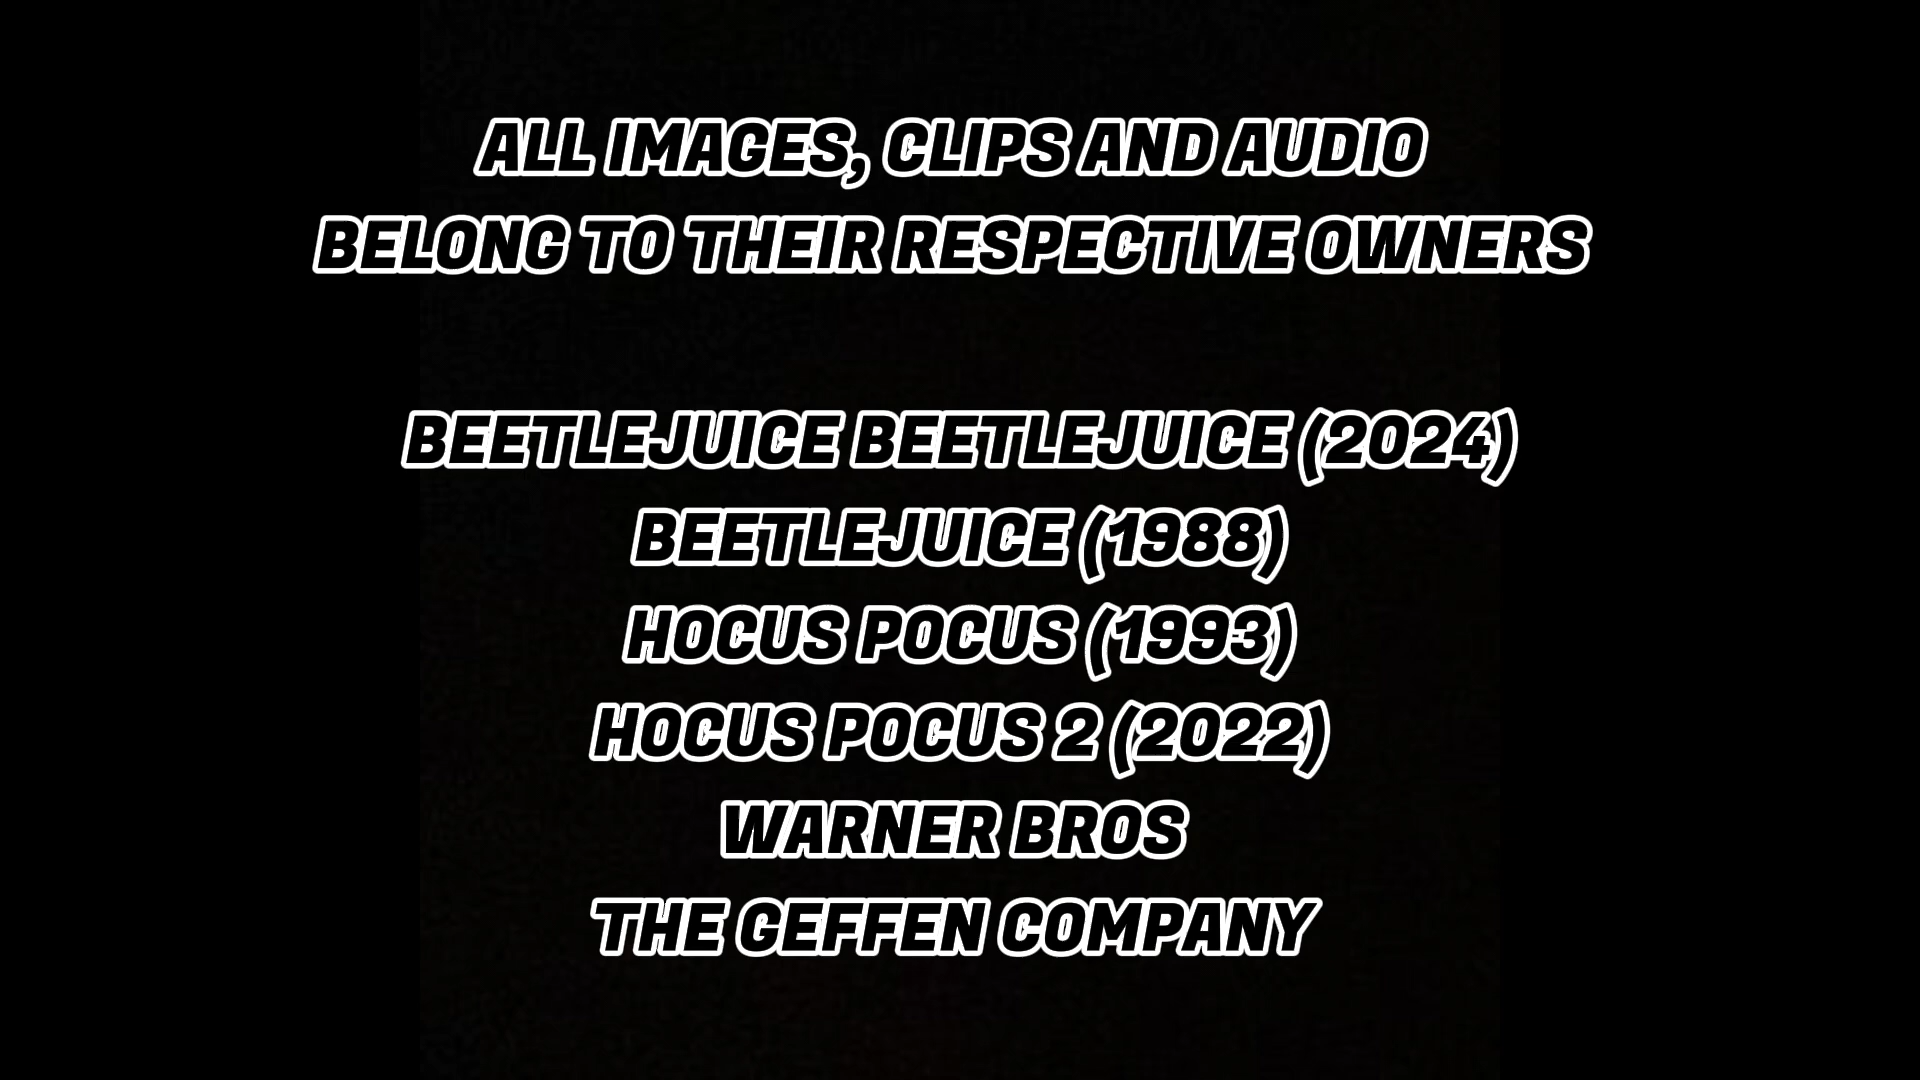 ALL IMAGES, CLIPS AND AUDIO
BELONG TO THEIR RESPECTIVE OWNERS
BEETLEJUICE BEETLEJUICE (2024)
BEETLEJUICE (1988)
HOCUS POCUS (1993)
HOCUS POCUS 2 (2022)
WARNER BROS
THE GEFFEN COMPANY